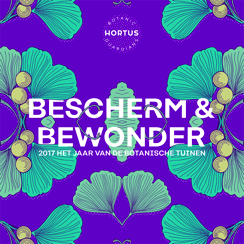 BOTANIC
HORTUS
GUARDIANS
BESCHERM &
BEWONDER
2017 HET JAAR VAN DE BOTANISCHE TUINEN